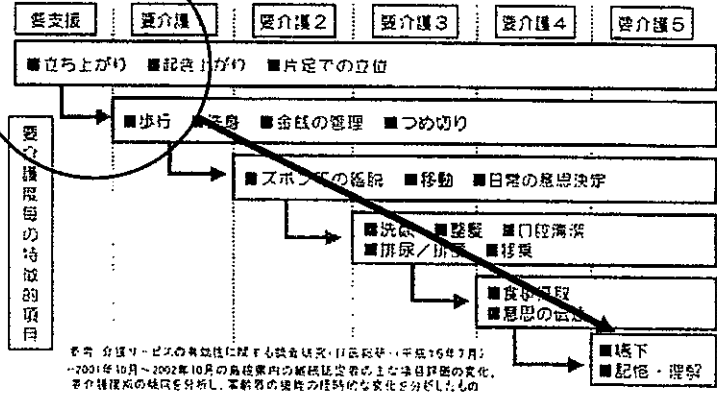 要支援 要介護 要介護2 要介護3 要介護4 要介護5
■立ち上がり ■起き上がり ■片足での立位
■歩行 ■洗身 ■金銭の管理 ■つめ切り
要介護度毎の特徴的項目
■ズボン等の着脱 ■移動 ■日常の意思決定
■洗顔 ■整髪 ■口腔清潔
■排尿/排便 ■移乗
■食事摂取
■意思の伝達
■嚥下
■記憶・理解
参考 介護サービスの有効性に関する調査研究(日医総研・平成15年7月)
-2001年10月~2002年10月の島根県内の継続認定者の主な項目評価の変化、
要介護度別の傾向を分析し、高齢者の機能の経時的な変化を分析したもの